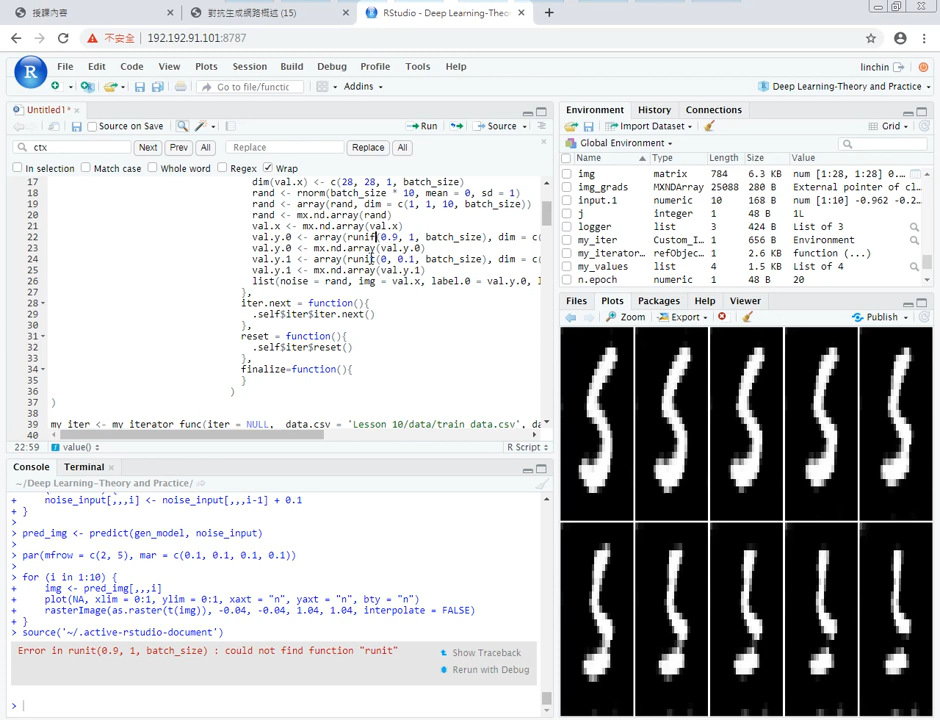 授課內容
對抗生成網路概述 (15)
RStudio - Deep Learning-Theo
不安全
192.192.91.101:8787
R
File Edit Code View Plots Session Build Debug Profile Tools Help
linchin
Go to file/functic
Addins
Deep Learning-Theory and Practice
Untitled1*
Source on Save
Run
Source
ctx
Next
Prev
All
Replace
Replace
All
In selection
Match case
Whole word
Regex
Wrap
17 dim(val.x) <- c(28, 28, 1, batch_size)
18 rand <- rnorm(batch_size * 10, mean = 0, sd = 1)
19 rand <- array(rand, dim = c(1, 1, 10, batch_size))
20 rand <- mx.nd.array(rand)
21 val.x <- mx.nd.array(val.x)
22 val.y.0 <- array(runif(0.9, 1, batch_size), dim = c(
23 val.y.0 <- mx.nd.array(val.y.0)
24 val.y.1 <- array(runit(0, 0.1, batch_size), dim = c(
25 val.y.1 <- mx.nd.array(val.y.1)
26 list(noise = rand, img = val.x, label.0 = val.y.0, l
27 },
28 iter.next = function(){
29 .self$iter$iter.next()
30 },
31 reset = function(){
32 .self$iter$reset()
33 },
34 finalize=function(){
35 }
36 )
37 )
38
39 my_iter <- my_iterator_func(iter = NULL, data.csv = 'Lesson 10/data/train_data.csv', da
40
22:59
value()
R Script
Console
Terminal
~/Deep Learning-Theory and Practice/
+ noise_input[,,,i] <- noise_input[,,,i-1] + 0.1
+ }
>
> pred_img <- predict(gen_model, noise_input)
>
> par(mfrow = c(2, 5), mar = c(0.1, 0.1, 0.1, 0.1))
>
> for (i in 1:10) {
+ img <- pred_img[,,,i]
+ plot(NA, xlim = 0:1, ylim = 0:1, xaxt = "n", yaxt = "n", bty = "n")
+ rasterImage(as.raster(t(img)), -0.04, -0.04, 1.04, 1.04, interpolate = FALSE)
+ }
> source('~/.active-rstudio-document')
Error in runit(0.9, 1, batch_size) : could not find function "runit"
Show Traceback
Rerun with Debug
>
Environment
History
Connections
Import Dataset
Grid
Global Environment
Name Type Length Size Value
img matrix 784 6.3 KB num [1:28, 1:28] 0...
img_grads MXNDArray 25088 280 B External pointer of cl…
input.1 numeric 10 168 B num [1:10] -0.962 -0.2…
j integer 1 48 B 1L
logger list 3 424 B List of 3
my_iter Custom_I… 1 656 B Environment
my_iterator… refObjec… 1 2.6 KB function (...)
my_values list 4 1.5 KB List of 4
n.epoch numeric 1 48 B 20
Files
Plots
Packages
Help
Viewer
Zoom
Export
Publish